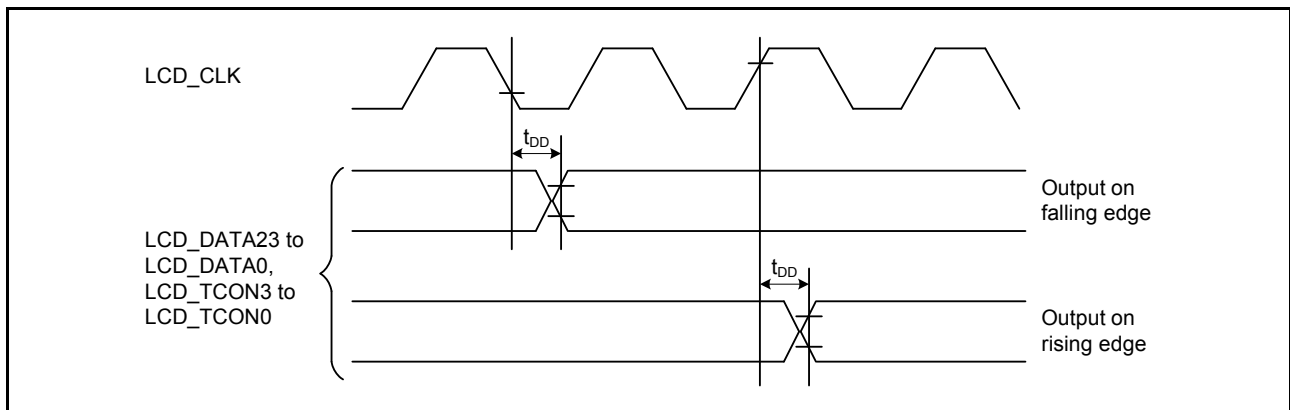 LCD_CLK
tDD
Output on
falling edge
LCD_DATA23 to
LCD_DATA0,
LCD_TCON3 to
LCD_TCON0
tDD
Output on
rising edge